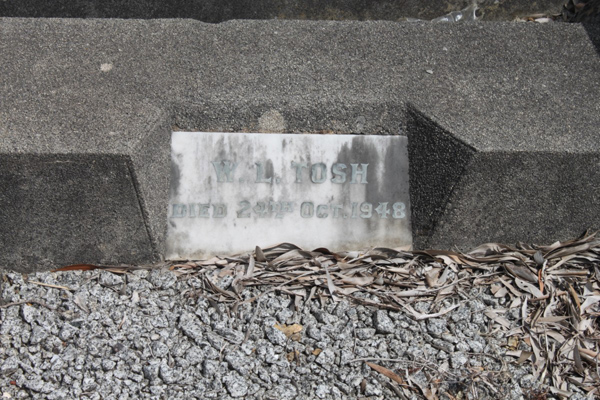 W. L. TOSH
DIED 24TH OCT. 1948